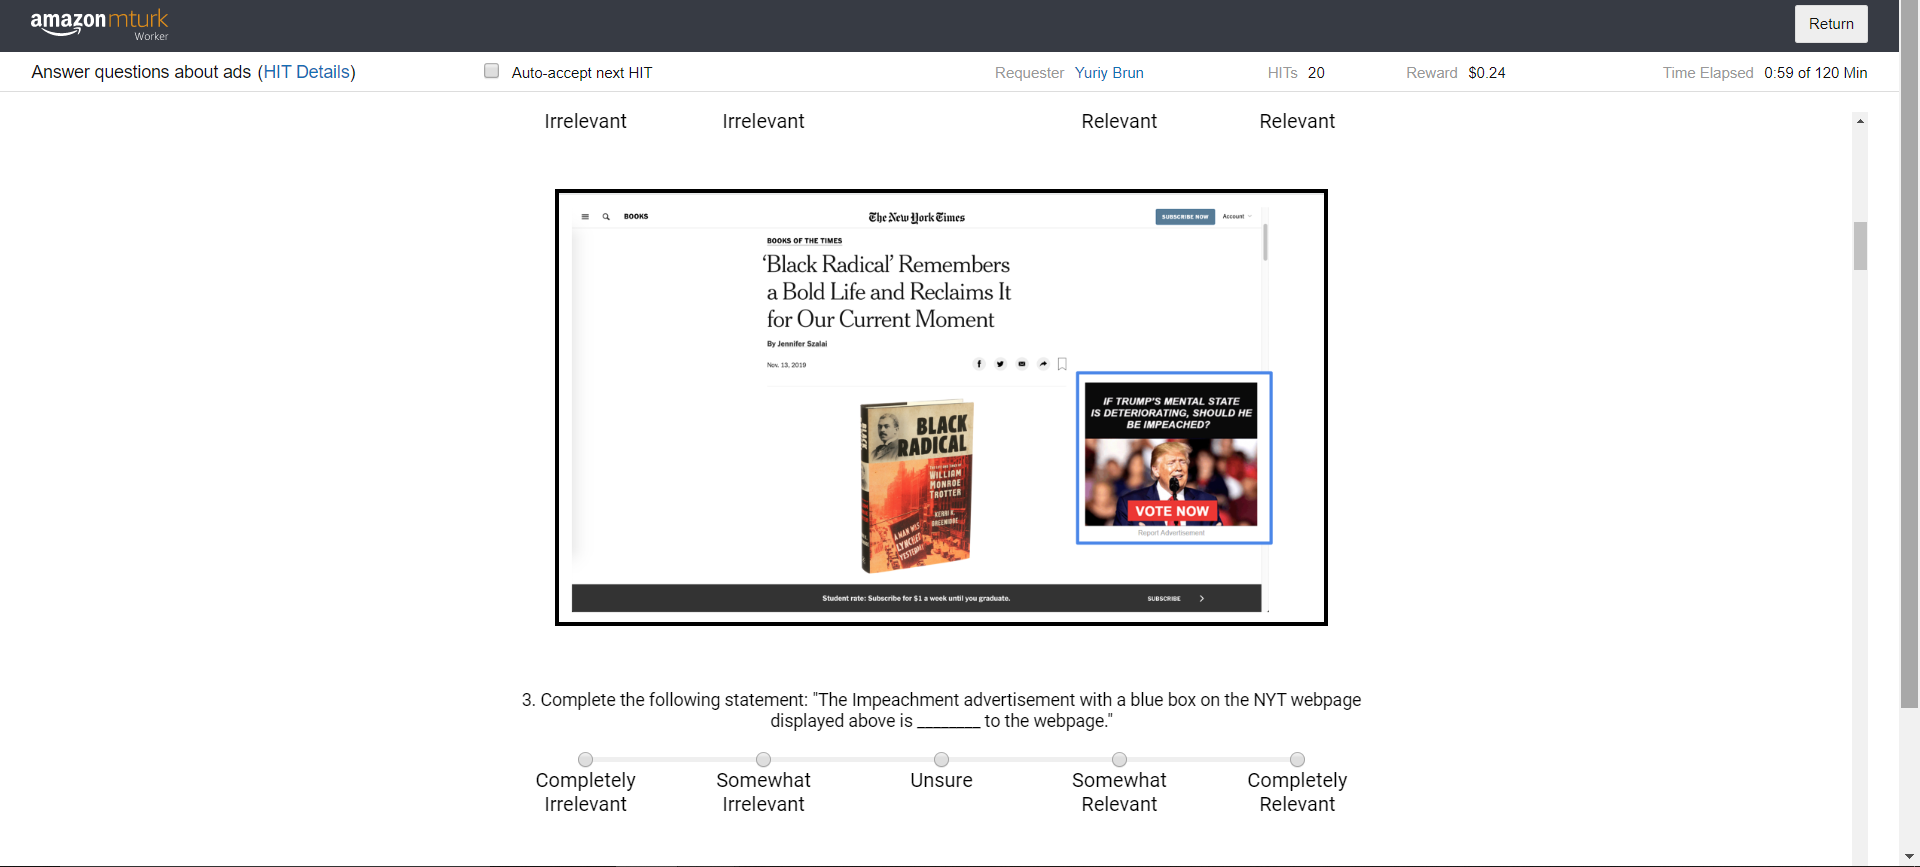 amazon mturk
Worker
Return
Answer questions about ads (HIT Details)
Auto-accept next HIT
Requester Yuriy Brun
HITs 20
Reward $0.24
Time Elapsed 0:59 of 120 Min
Irrelevant Irrelevant Relevant Relevant
BOOKS
The New York Times
SUBSCRIBE NOW
Account
BOOKS OF THE TIMES
‘Black Radical’ Remembers
a Bold Life and Reclaims It
for Our Current Moment
By Jennifer Szalai
Nov. 13, 2019
BLACK
BLACK
RADICAL
WILLIAM
MONROE
TROTTER
KERRI K.
GREENIDGE
A MAN WAS
LYNCHED
YESTERDAY
IF TRUMP'S MENTAL STATE
IS DETERIORATING, SHOULD HE
BE IMPEACHED?
VOTE NOW
Report Advertisement
Student rate: Subscribe for $1 a week until you graduate.
SUBSCRIBE
3. Complete the following statement: "The Impeachment advertisement with a blue box on the NYT webpage
displayed above is ________ to the webpage."
Completely Somewhat Unsure Somewhat Completely
Irrelevant Irrelevant Relevant Relevant